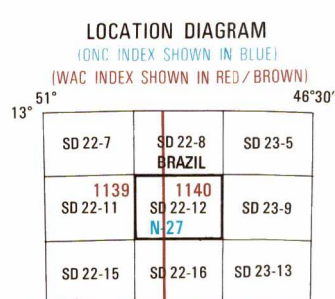 LOCATION DIAGRAM
(ONC INDEX SHOWN IN BLUE)
(WAC INDEX SHOWN IN RED/BROWN)
51° 46°30'
13°
SD 22-7 SD 22-8 SD 23-5
BRAZIL
1139 1140
SD 22-11 SD 22-12 SD 23-9
N-27
SD 22-15 SD 22-16 SD 23-13